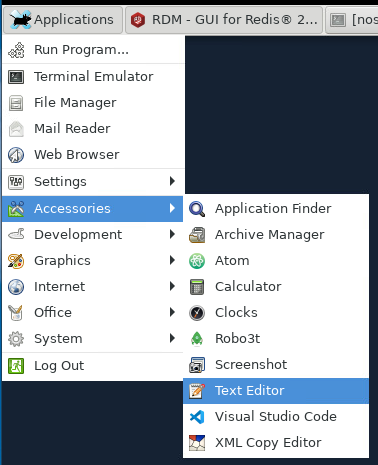 Applications
RDM - GUI for Redis® 2...
[nos
Run Program...
Terminal Emulator
File Manager
Mail Reader
Web Browser
Settings
Accessories
Development
Graphics
Internet
Office
System
Log Out
Application Finder
Archive Manager
Atom
Calculator
Clocks
Robo3t
Screenshot
Text Editor
Visual Studio Code
XML Copy Editor